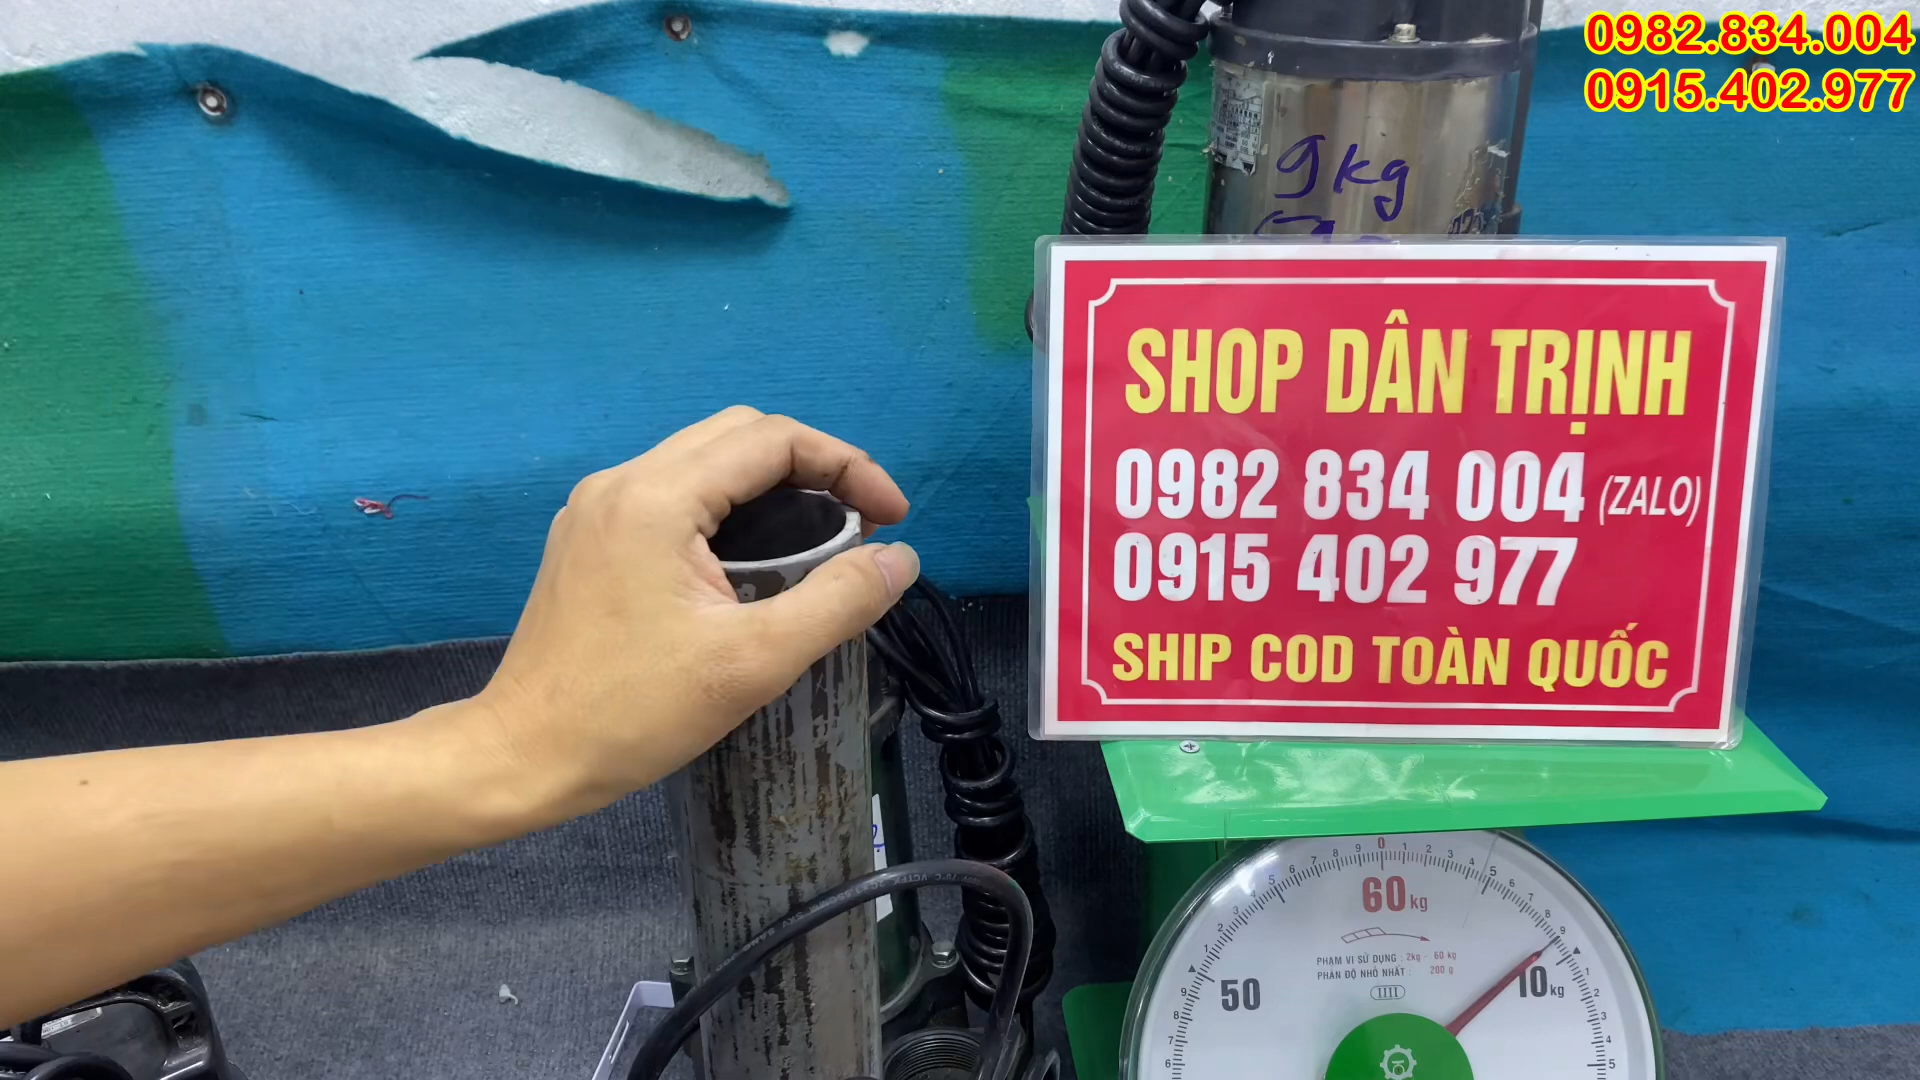 0982.834.004
0915.402.977
9kg
SHOP DÂN TRỊNH
0982 834 004 (ZALO)
0915 402 977
SHIP COD TOÀN QUỐC
60kg
PHẠM VI SỬ DỤNG : 2kg - 60 kg
PHÂN ĐỘ NHỎ NHẤT : 200 g
50
10kg